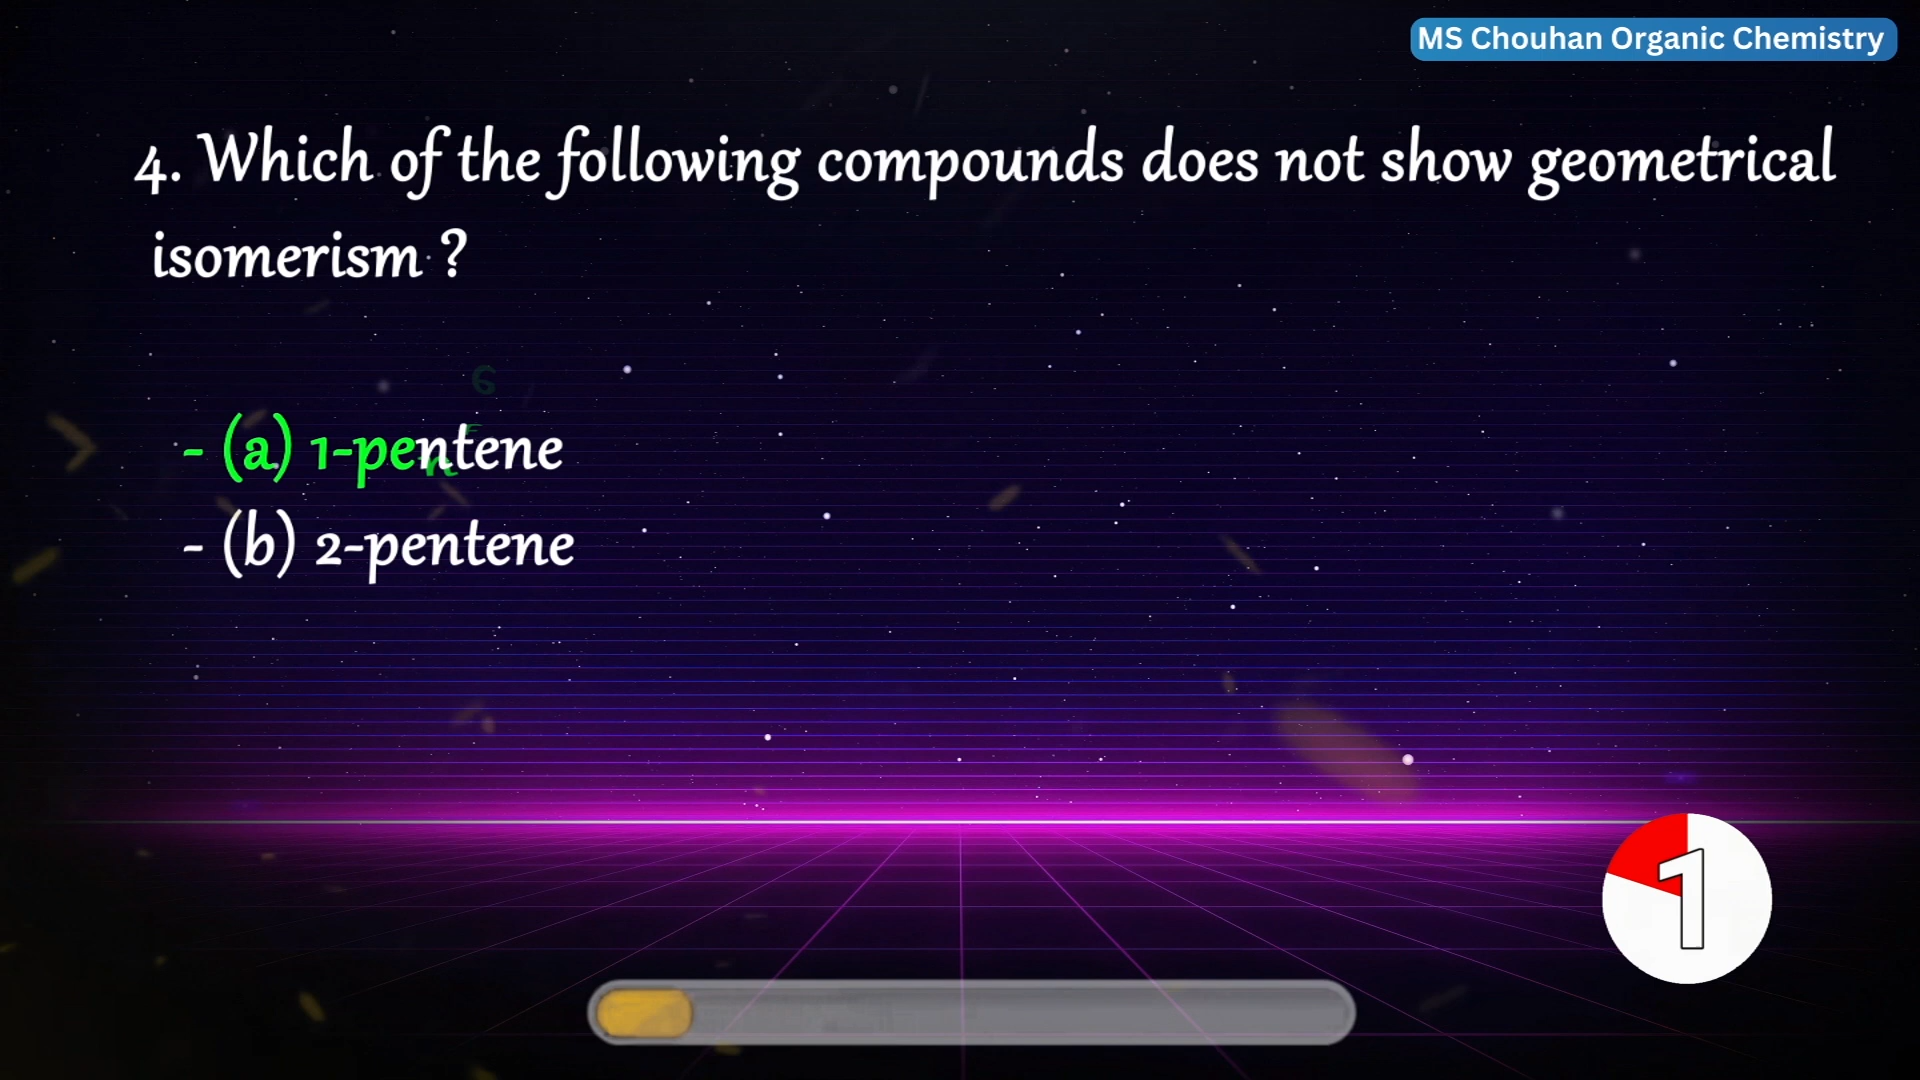 MS Chouhan Organic Chemistry
4. Which of the following compounds does not show geometrical
isomerism ?
- (a) 1-pentene
- (b) 2-pentene
1